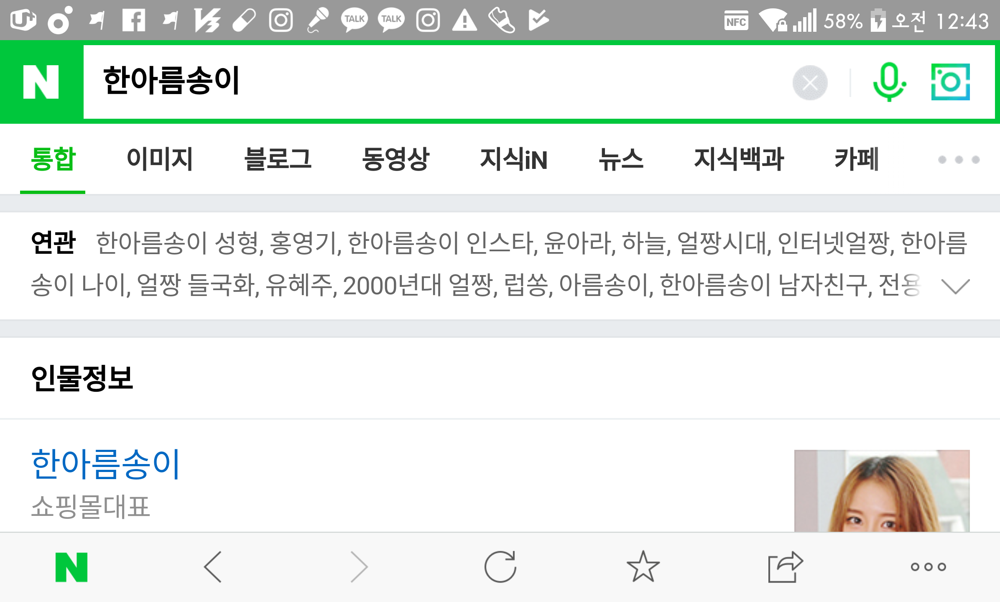 NFC 58% 오전 12:43
TALK TALK
한아름송이
통합 이미지 블로그 동영상 지식iN 뉴스 지식백과 카페
연관 한아름송이 성형, 홍영기, 한아름송이 인스타, 윤아라, 하늘, 얼짱시대, 인터넷얼짱, 한아름
송이 나이, 얼짱 들국화, 유혜주, 2000년대 얼짱, 럽쏭, 아름송이, 한아름송이 남자친구, 전용
인물정보
한아름송이
쇼핑몰대표